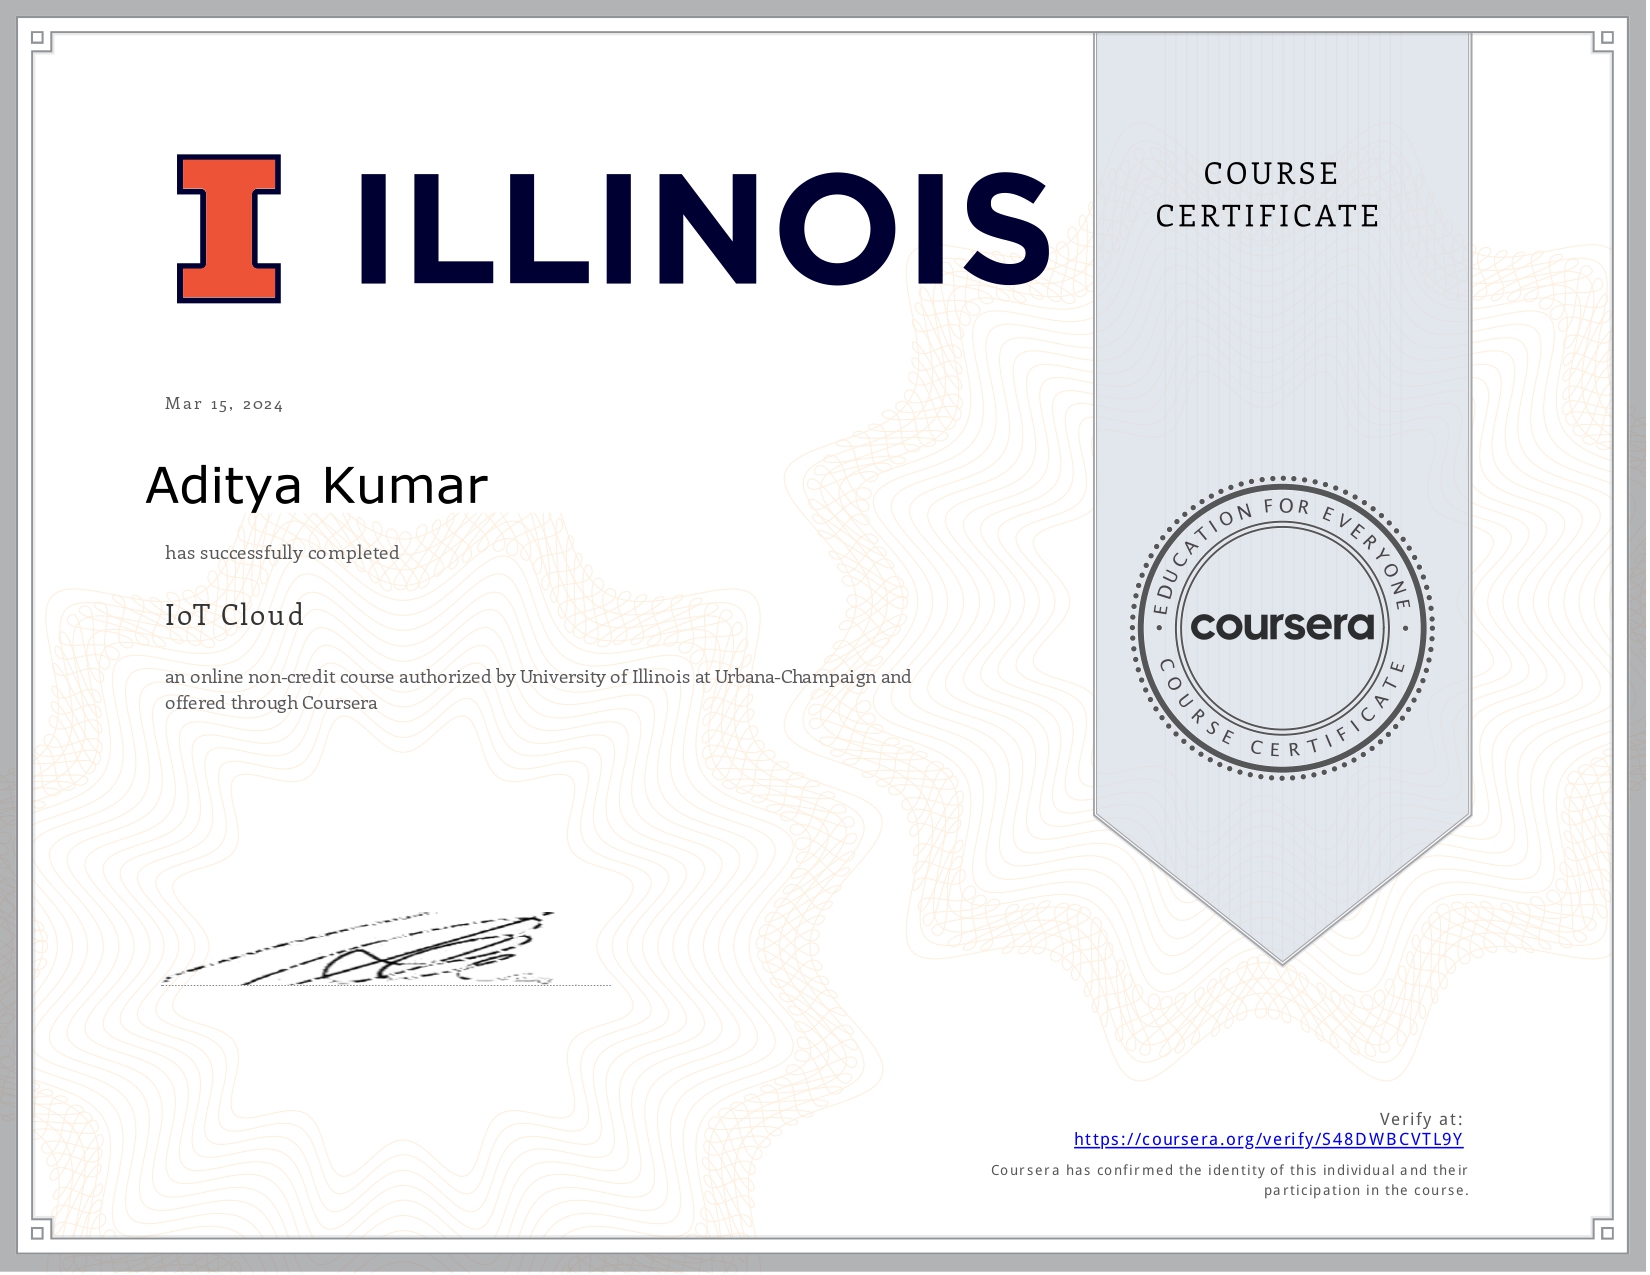 I ILLINOIS
COURSE
CERTIFICATE
Mar 15, 2024
Aditya Kumar
has successfully completed
IoT Cloud
an online non-credit course authorized by University of Illinois at Urbana-Champaign and
offered through Coursera
EDUCATION FOR EVERYONE
coursera
COURSE CERTIFICATE
Verify at:
https://coursera.org/verify/S48DWBCVTL9Y
Coursera has confirmed the identity of this individual and their
participation in the course.